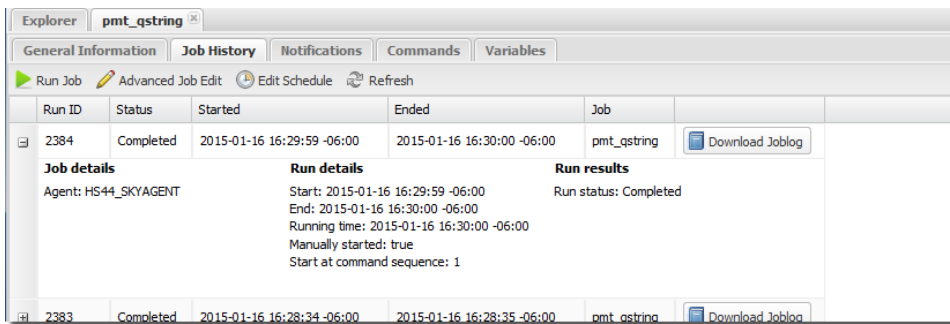 Explorer pmt_qstring
General Information Job History Notifications Commands Variables
Run Job Advanced Job Edit Edit Schedule Refresh
Run ID Status Started Ended Job
2384 Completed 2015-01-16 16:29:59 -06:00 2015-01-16 16:30:00 -06:00 pmt_qstring Download Joblog
Job details Run details Run results
Agent: HS44_SKYAGENT Start: 2015-01-16 16:29:59 -06:00 Run status: Completed
End: 2015-01-16 16:30:00 -06:00
Running time: 2015-01-16 16:30:00 -06:00
Manually started: true
Start at command sequence: 1
2383 Completed 2015-01-16 16:28:34 -06:00 2015-01-16 16:28:35 -06:00 pmt_qstring Download Joblog